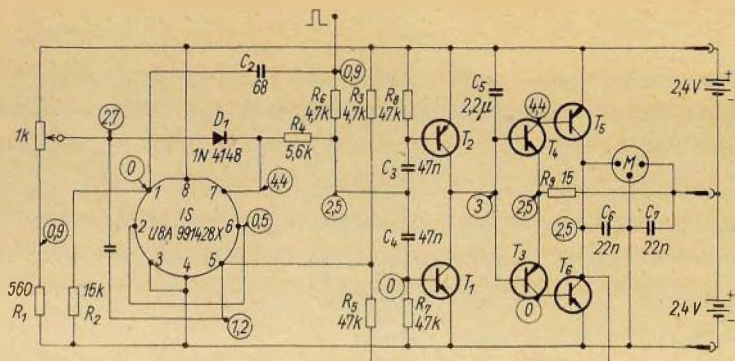 C2
68
0,9
R6
4,7k
R3
4,7k
R8
47k
C5
2,2µ
4,4
T5
2,4V
+
−
1k
2,7
D1
1N 4148
R4
5,6k
T2
T4
M
0
C3
47n
1
8
7
4,4
2,5
3
2,5
R9 15
IS
U8A 991428X
2
6
0,5
C4
47n
2,5
C6
22n
C7
22n
0,9
3
4
5
T3
T6
0
T1
0
560
R1
15k
R2
1,2
R5
47k
R7
47k
2,4V
+
−